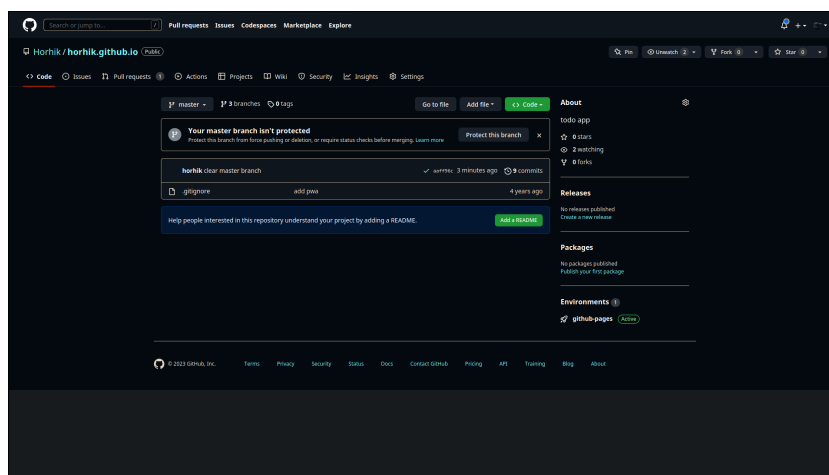 Search or jump to...
/
Pull requests Issues Codespaces Marketplace Explore
Horhik / horhik.github.io Public
Pin
Unwatch 2
Fork 0
Star 0
Code
Issues
Pull requests 1
Actions
Projects
Wiki
Security
Insights
Settings
master
3 branches
0 tags
Go to file
Add file
Code
Your master branch isn't protected
Protect this branch from force pushing or deletion, or require status checks before merging. Learn more
Protect this branch
horhik clear master branch
3 minutes ago
9 commits
.gitignore
add pwa
4 years ago
Help people interested in this repository understand your project by adding a README.
Add a README
About
todo app
0 stars
2 watching
0 forks
Releases
No releases published
Create a new release
Packages
No packages published
Publish your first package
Environments 1
github-pages Active
© 2023 GitHub, Inc.
Terms
Privacy
Security
Status
Docs
Contact GitHub
Pricing
API
Training
Blog
About